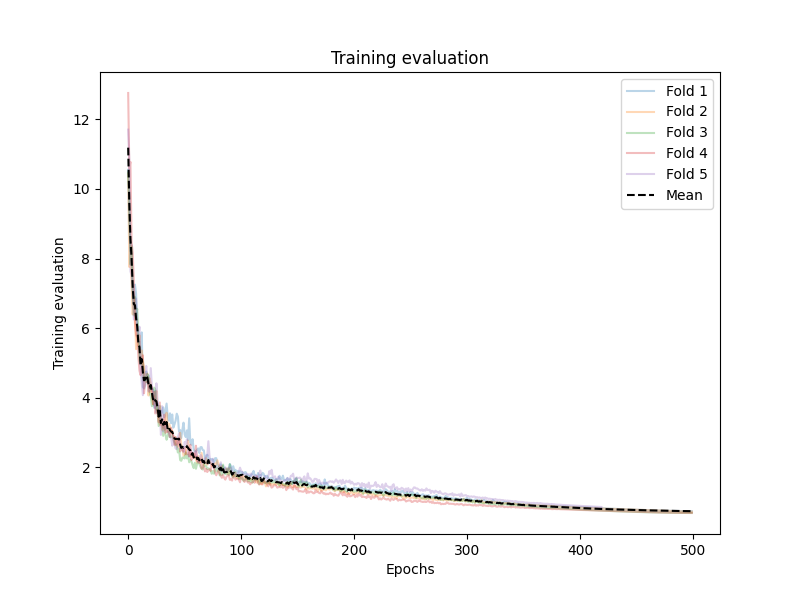 Training evaluation
Fold 1
Fold 2
Fold 3
Fold 4
Fold 5
Mean
Training evaluation
12
10
8
6
4
2
0 100 200 300 400 500
Epochs